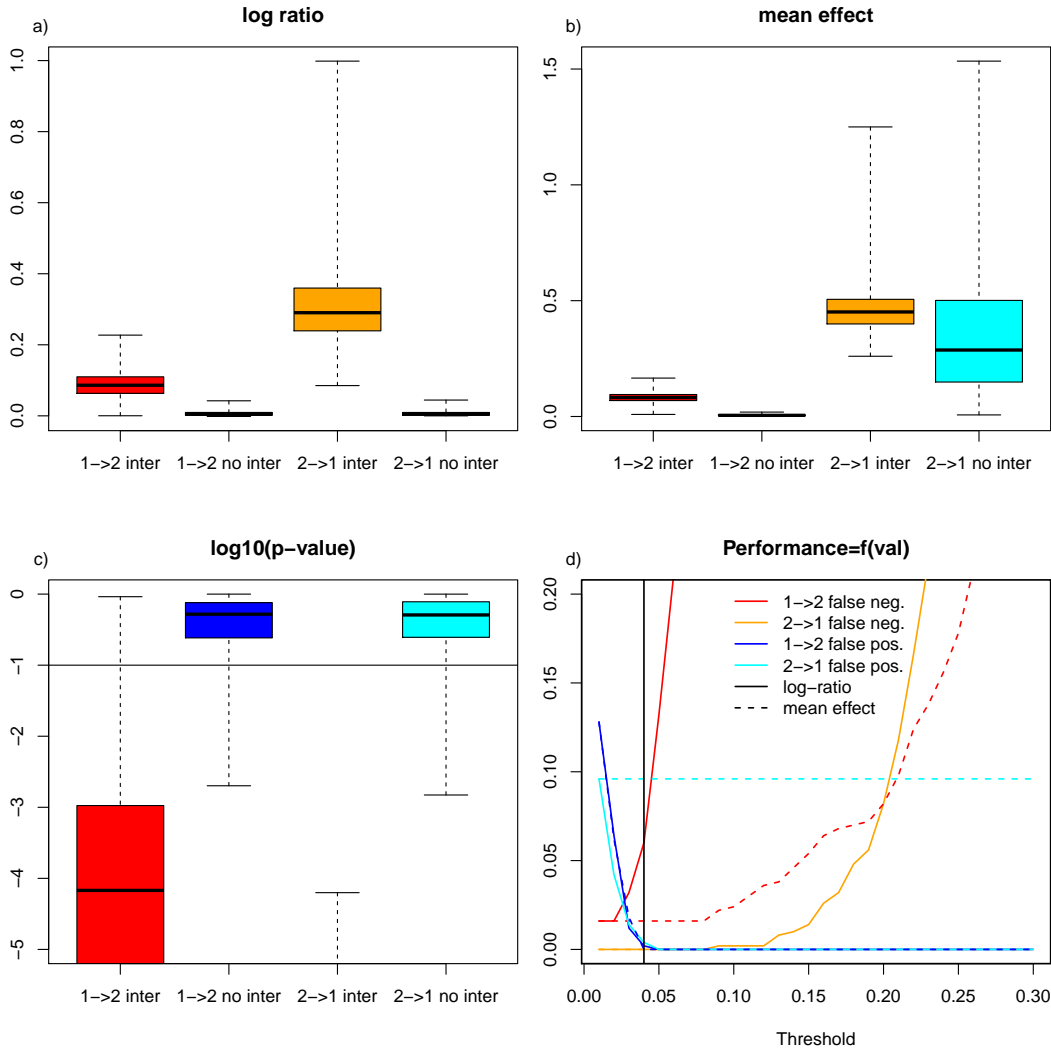 a)
log ratio
1.0
0.8
0.6
0.4
0.2
0.0
1->2 inter
1->2 no inter
2->1 inter
2->1 no inter
b)
mean effect
1.5
1.0
0.5
0.0
1->2 inter
1->2 no inter
2->1 inter
2->1 no inter
c)
log10(p-value)
0
-1
-2
-3
-4
-5
1->2 inter
1->2 no inter
2->1 inter
2->1 no inter
d)
Performance=f(val)
1->2 false neg.
2->1 false neg.
1->2 false pos.
2->1 false pos.
log-ratio
mean effect
0.20
0.15
0.10
0.05
0.00
0.00 0.05 0.10 0.15 0.20 0.25 0.30
Threshold